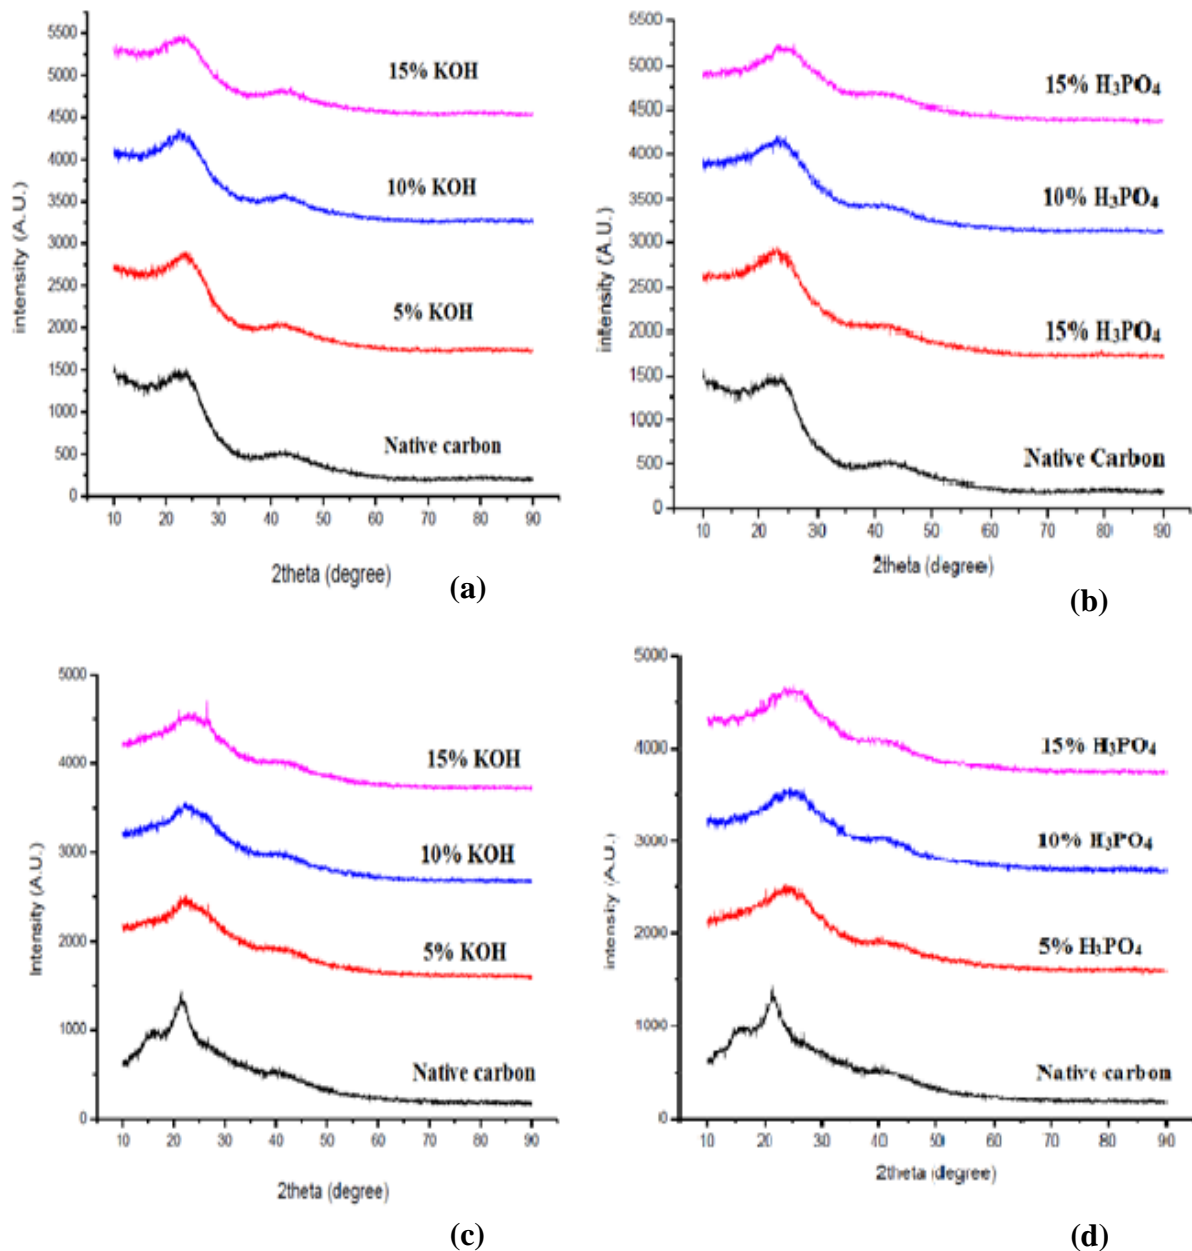 5500
5000
4500
4000
3500
3000
2500
2000
1500
1000
500
0
intensity (A.U.)
15% KOH
10% KOH
5% KOH
Native carbon
10 20 30 40 50 60 70 80 90
2theta (degree)
(a)
5500
5000
4500
4000
3500
3000
2500
2000
1500
1000
500
0
intensity (A.U.)
15% H₃PO₄
10% H₃PO₄
15% H₃PO₄
Native Carbon
10 20 30 40 50 60 70 80 90
2theta (degree)
(b)
5000
4000
3000
2000
1000
0
Intensity (A.U.)
15% KOH
10% KOH
5% KOH
Native carbon
10 20 30 40 50 60 70 80 90
2theta (degree)
(c)
5000
4000
3000
2000
1000
0
intensity (A.U.)
15% H₃PO₄
10% H₃PO₄
5% H₃PO₄
Native carbon
10 20 30 40 50 60 70 80 90
2theta (degree)
(d)